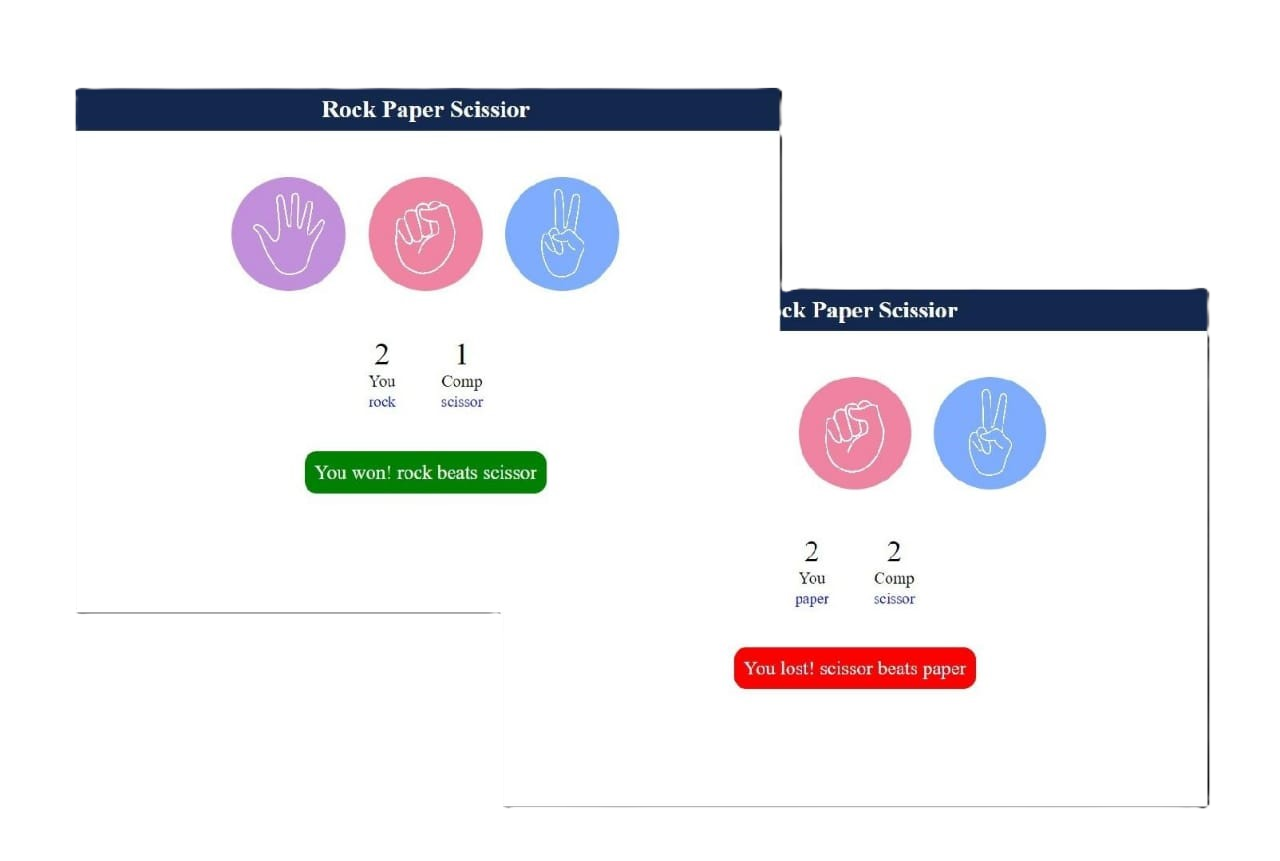 Rock Paper Scissior
2 1
You Comp
rock scissor
You won! rock beats scissor
ck Paper Scissior
2 2
You Comp
paper scissor
You lost! scissor beats paper